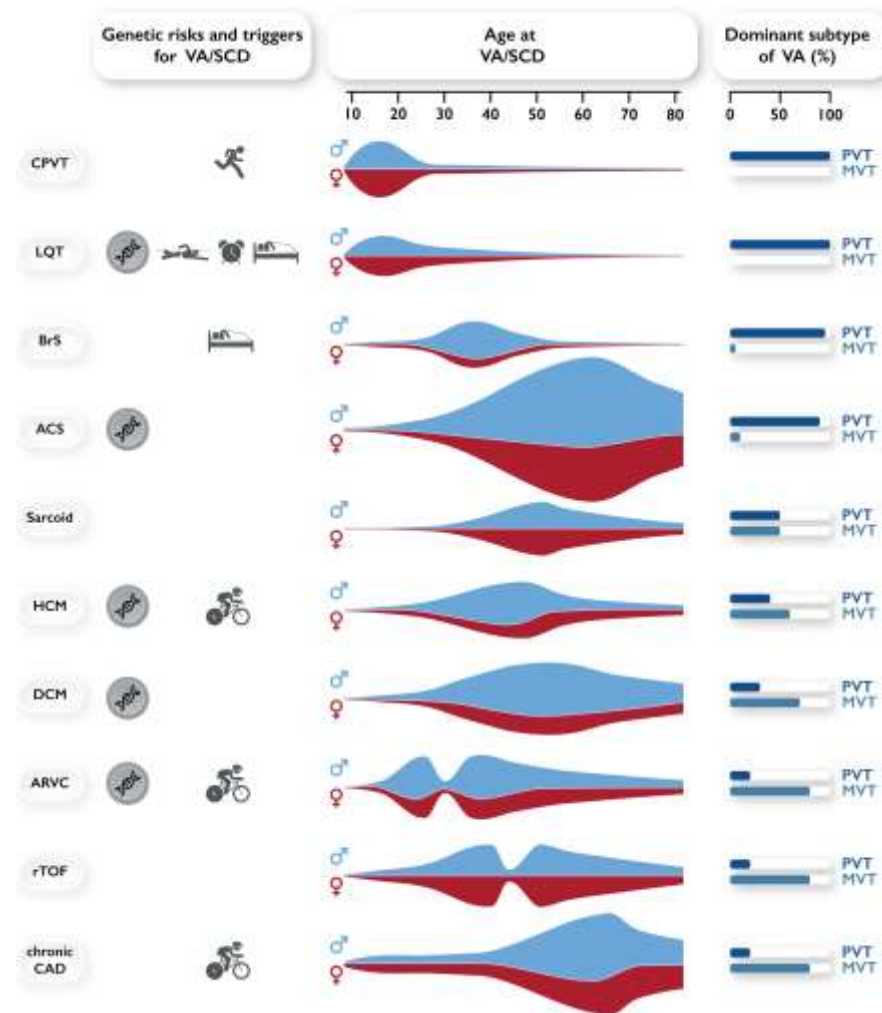 Genetic risks and triggers
for VA/SCD
Age at
VA/SCD
Dominant subtype
of VA (%)
10 20 30 40 50 60 70 80
0 100
CPVT
♂
♀
PVT
MVT
LQT
♂
♀
PVT
MVT
BrS
♂
♀
PVT
MVT
ACS
♂
♀
PVT
MVT
Sarcoid
♂
♀
PVT
MVT
HCM
♂
♀
PVT
MVT
DCM
♂
♀
PVT
MVT
ARVC
♂
♀
PVT
MVT
rTOF
♂
♀
PVT
MVT
chronic
CAD
♂
♀
PVT
MVT